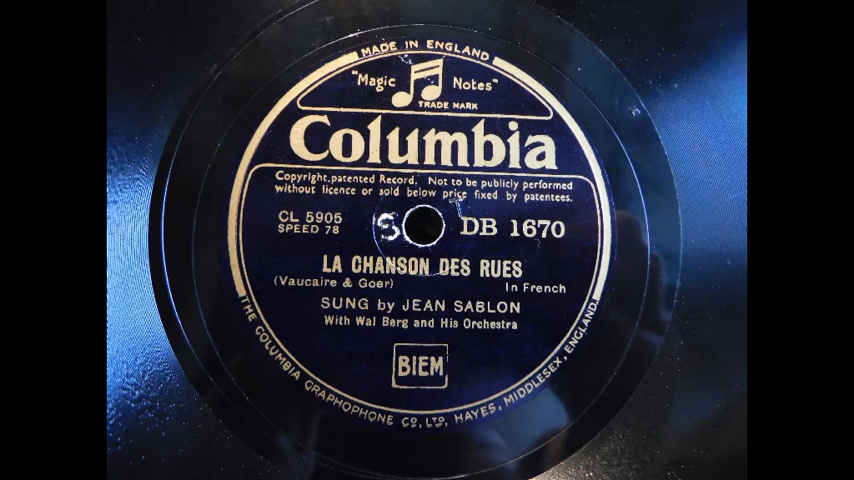 MADE IN ENGLAND
"Magic Notes"
TRADE MARK
Columbia
Copyright,patented Record. Not to be publicly performed
without licence or sold below price fixed by patentees.
CL 5905
SPEED 78
S
DB 1670
LA CHANSON DES RUES
(Vaucaire & Goer)
In French
SUNG by JEAN SABLON
With Wal Berg and His Orchestra
BIEM
THE COLUMBIA GRAPHOPHONE CO, LTD, HAYES, MIDDLESEX, ENGLAND.